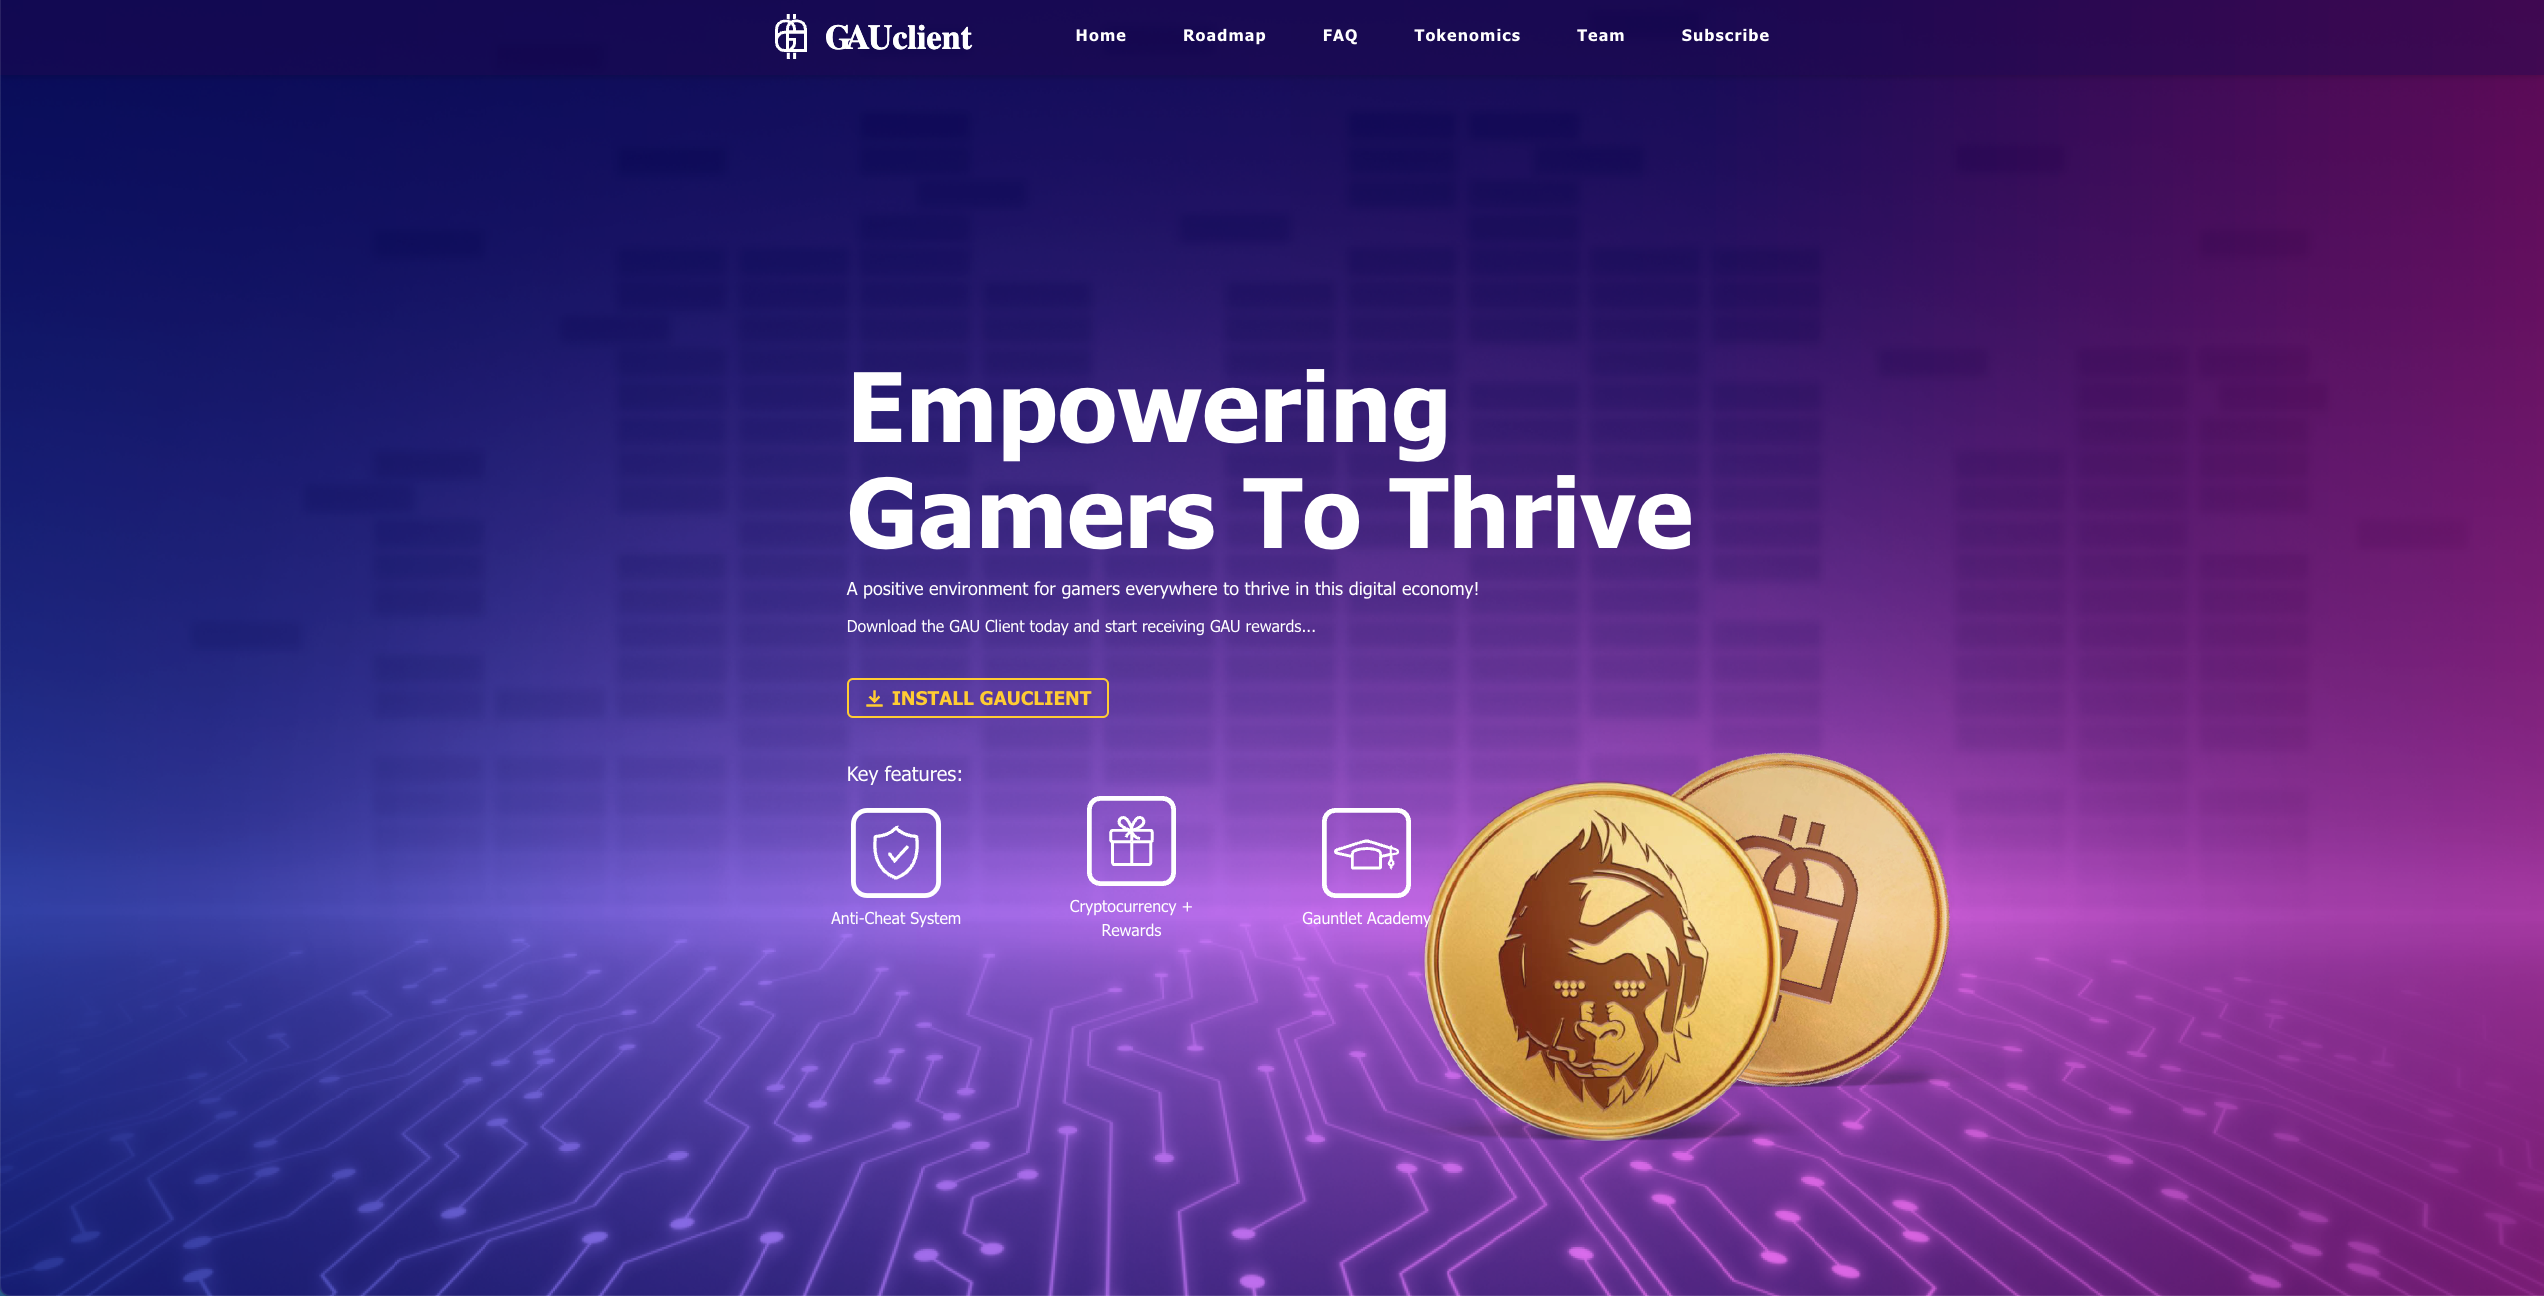 GAUclient
Home
Roadmap
FAQ
Tokenomics
Team
Subscribe
Empowering
Gamers To Thrive
A positive environment for gamers everywhere to thrive in this digital economy!
Download the GAU Client today and start receiving GAU rewards...
INSTALL GAUCLIENT
Key features:
Anti-Cheat System
Cryptocurrency +
Rewards
Gauntlet Academy